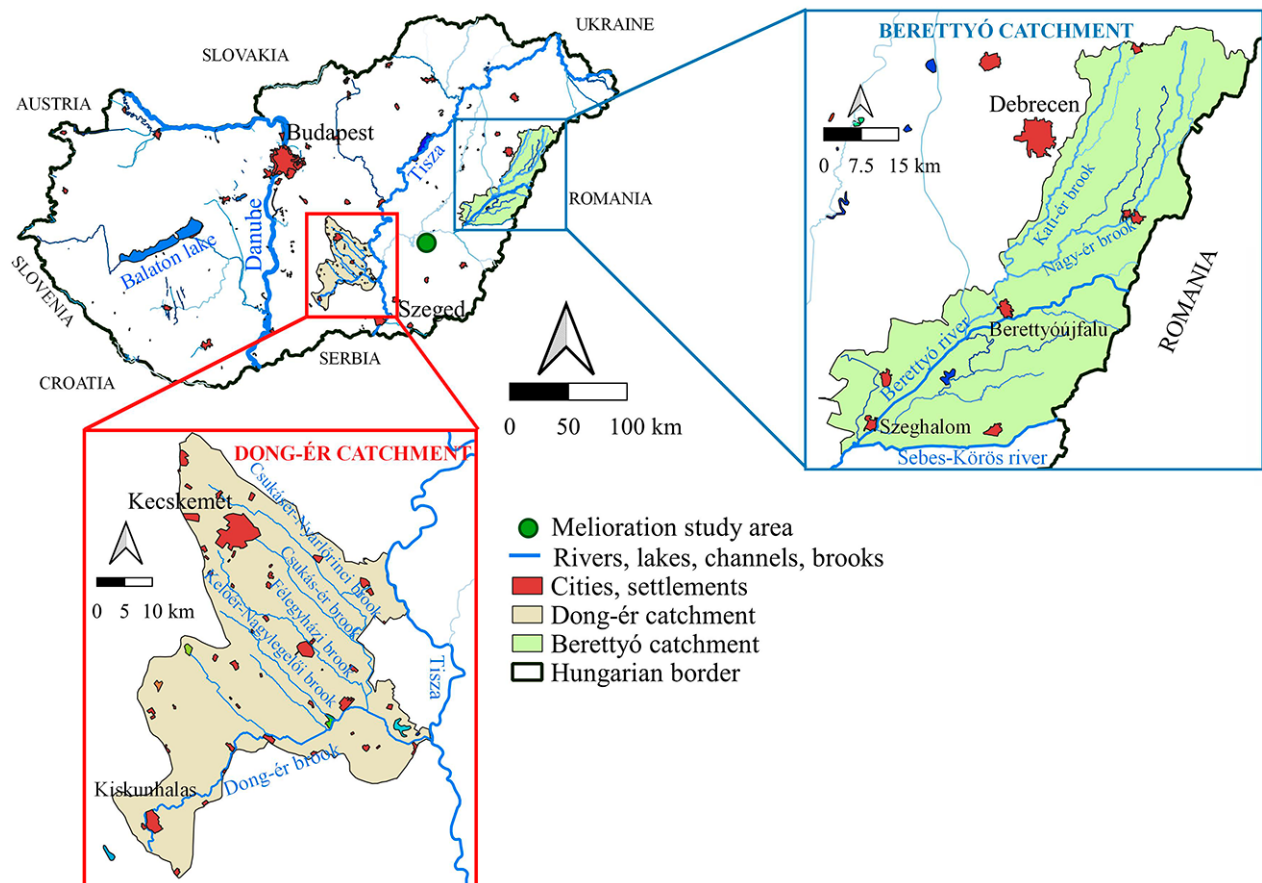 UKRAINE
SLOVAKIA
AUSTRIA
Budapest
Tisza
ROMANIA
Danube
Balaton lake
SLOVENIA
Szeged
SERBIA
CROATIA
0 50 100 km
BERETTYÓ CATCHMENT
Debrecen
0 7.5 15 km
Kati-ér brook
Nagy-ér brook
ROMANIA
Berettyóújfalu
Berettyó river
Szeghalom
Sebes-Körös river
DONG-ÉR CATCHMENT
Kecskemét
Csukásér-Nyárlőrinci brook
Csukás-ér brook
Félegyházi brook
Kelőér-Nagylegelői brook
0 5 10 km
Tisza
Dong-ér brook
Kiskunhalas
Melioration study area
Rivers, lakes, channels, brooks
Cities, settlements
Dong-ér catchment
Berettyó catchment
Hungarian border